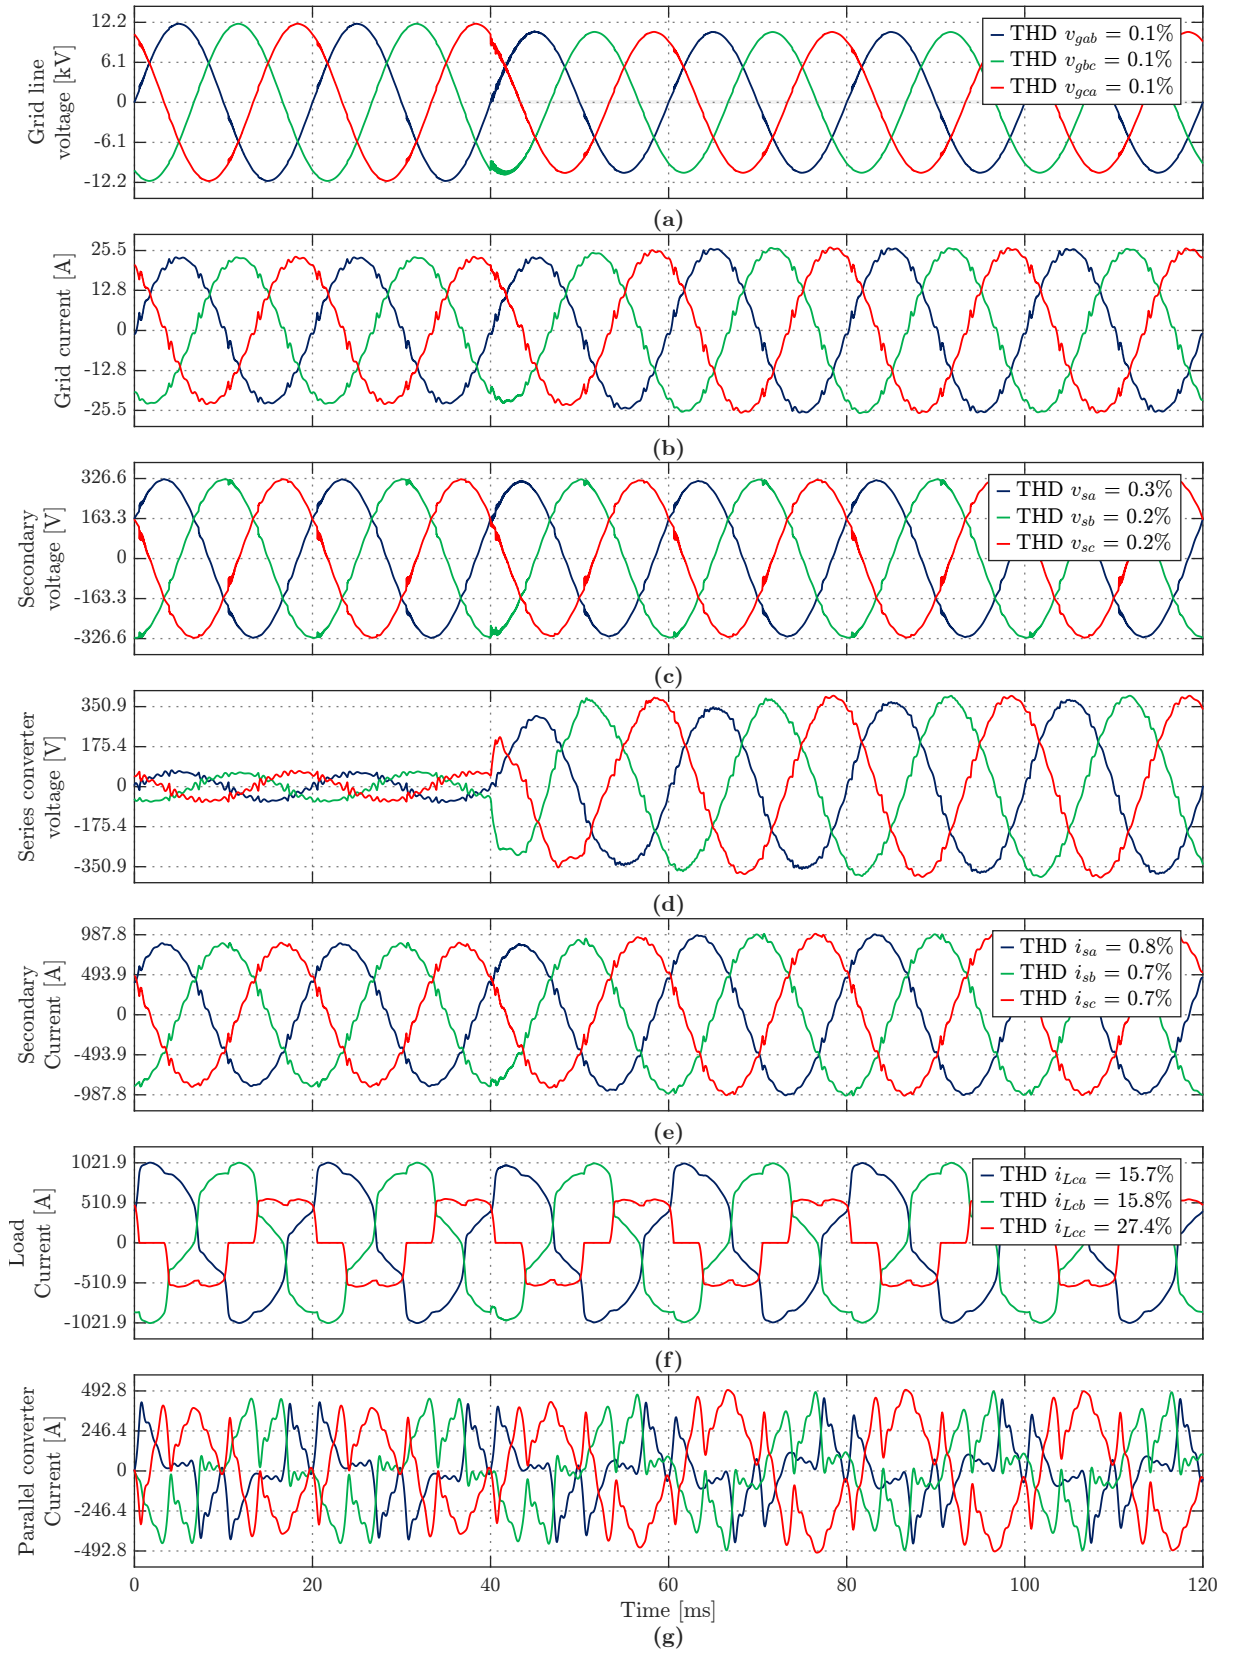 Grid line
voltage [kV]
12.2
6.1
0
-6.1
-12.2
THD v_gab = 0.1%
THD v_gbc = 0.1%
THD v_gca = 0.1%
(a)
Grid current [A]
25.5
12.8
0
-12.8
-25.5
(b)
Secondary
voltage [V]
326.6
163.3
0
-163.3
-326.6
THD v_sa = 0.3%
THD v_sb = 0.2%
THD v_sc = 0.2%
(c)
Series converter
voltage [V]
350.9
175.4
0
-175.4
-350.9
(d)
Secondary
Current [A]
987.8
493.9
0
-493.9
-987.8
THD i_sa = 0.8%
THD i_sb = 0.7%
THD i_sc = 0.7%
(e)
Load
Current [A]
1021.9
510.9
0
-510.9
-1021.9
THD i_Lca = 15.7%
THD i_Lcb = 15.8%
THD i_Lcc = 27.4%
(f)
Parallel converter
Current [A]
492.8
246.4
0
-246.4
-492.8
0 20 40 60 80 100 120
Time [ms]
(g)